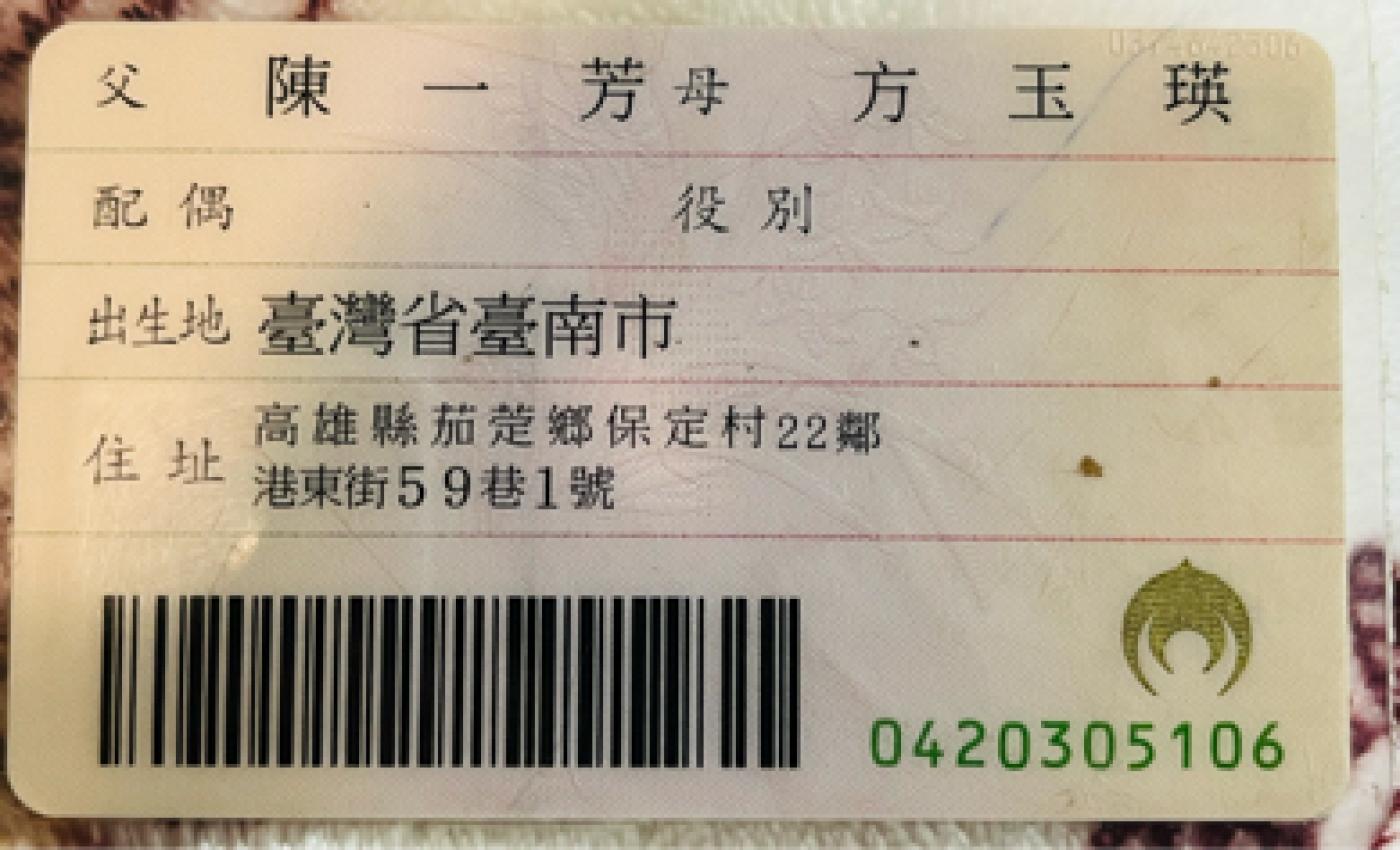 父 陳一芳 母 方玉瑛
配偶 役別
出生地 臺灣省臺南市
住址 高雄縣茄萣鄉保定村22鄰
港東街59巷1號
0420305106